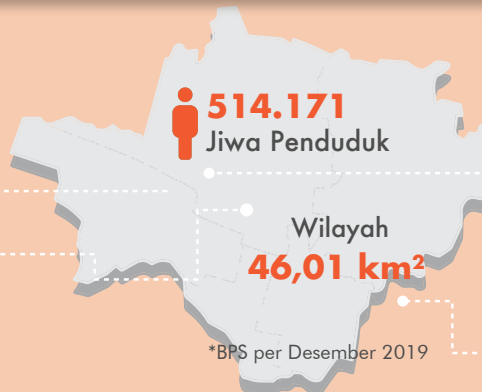 514.171
Jiwa Penduduk
Wilayah
46,01 km²
*BPS per Desember 2019